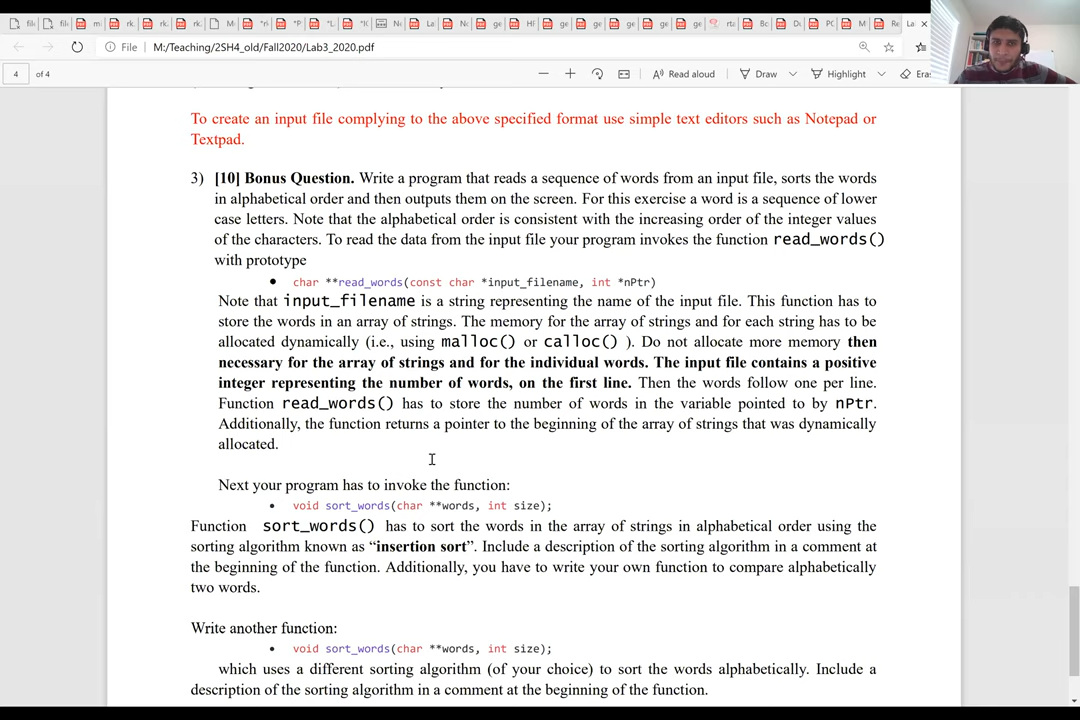 File M:/Teaching/2SH4_old/Fall2020/Lab3_2020.pdf
4 of 4 Read aloud Draw Highlight
To create an input file complying to the above specified format use simple text editors such as Notepad or
Textpad.
3) [10] Bonus Question. Write a program that reads a sequence of words from an input file, sorts the words
in alphabetical order and then outputs them on the screen. For this exercise a word is a sequence of lower
case letters. Note that the alphabetical order is consistent with the increasing order of the integer values
of the characters. To read the data from the input file your program invokes the function read_words()
with prototype
• char **read_words(const char *input_filename, int *nPtr)
Note that input_filename is a string representing the name of the input file. This function has to
store the words in an array of strings. The memory for the array of strings and for each string has to be
allocated dynamically (i.e., using malloc() or calloc() ). Do not allocate more memory then
necessary for the array of strings and for the individual words. The input file contains a positive
integer representing the number of words, on the first line. Then the words follow one per line.
Function read_words() has to store the number of words in the variable pointed to by nPtr.
Additionally, the function returns a pointer to the beginning of the array of strings that was dynamically
allocated.
Next your program has to invoke the function:
• void sort_words(char **words, int size);
Function sort_words() has to sort the words in the array of strings in alphabetical order using the
sorting algorithm known as “insertion sort”. Include a description of the sorting algorithm in a comment at
the beginning of the function. Additionally, you have to write your own function to compare alphabetically
two words.
Write another function:
• void sort_words(char **words, int size);
which uses a different sorting algorithm (of your choice) to sort the words alphabetically. Include a
description of the sorting algorithm in a comment at the beginning of the function.